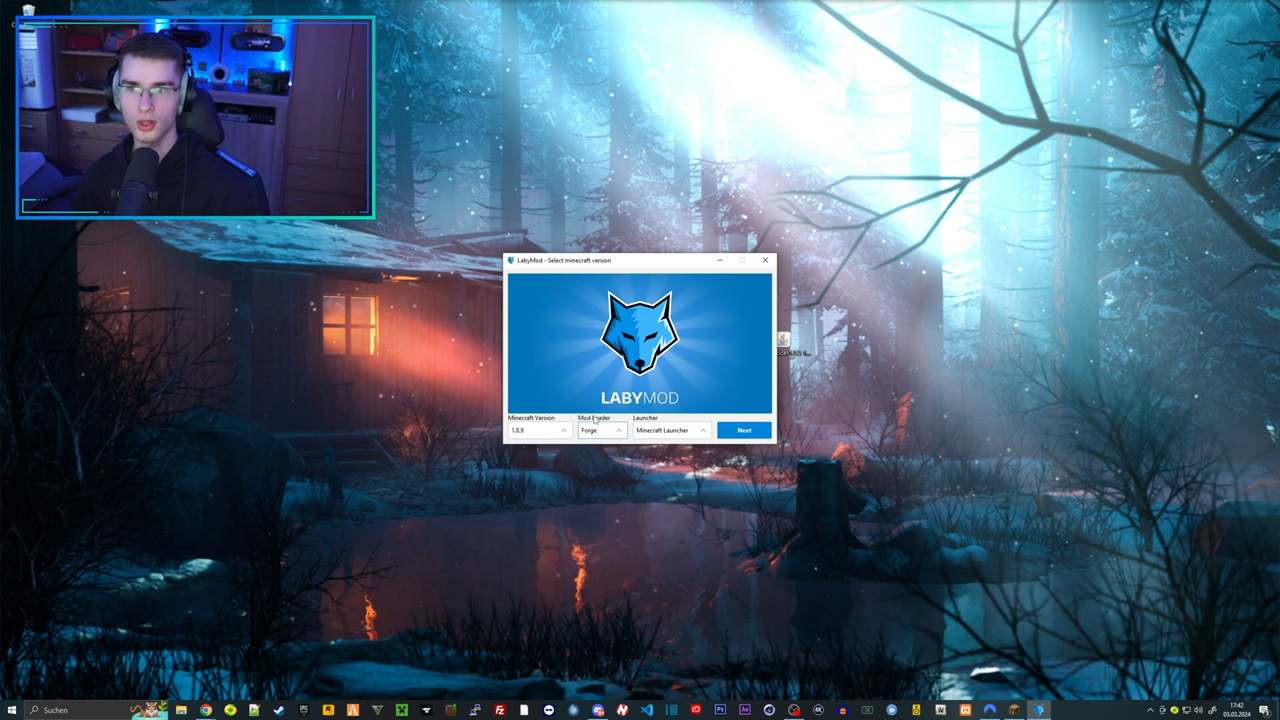 LabyMod - Select minecraft version
LABYMOD
Minecraft Version
Mod Loader
Launcher
1.8.9
Forge
Minecraft Launcher
Next
Suchen
17:42
03.03.2024